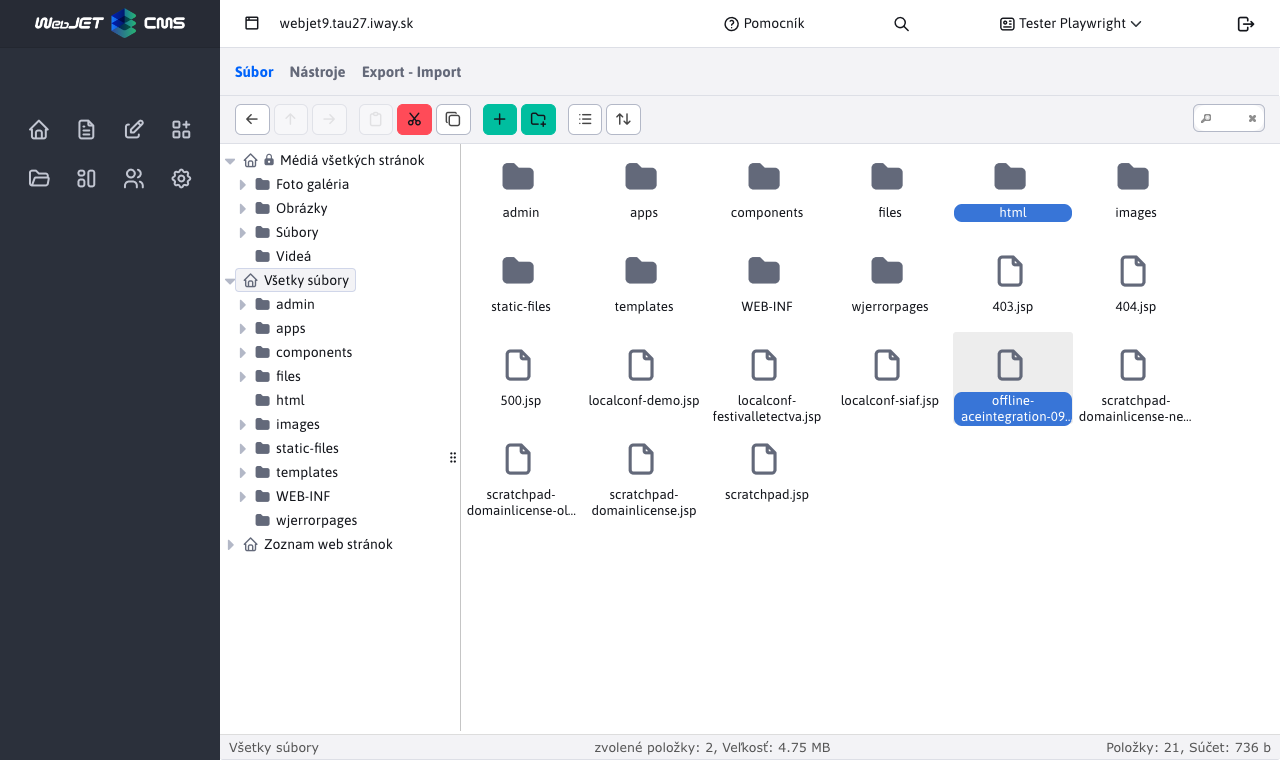 WebJET CMS
webjet9.tau27.iway.sk
Pomocník
Tester Playwright
Súbor
Nástroje
Export - Import
Médiá všetkých stránok
Foto galéria
Obrázky
Súbory
Videá
Všetky súbory
admin
apps
components
files
html
images
static-files
templates
WEB-INF
wjerrorpages
Zoznam web stránok
admin
apps
components
files
html
images
static-files
templates
WEB-INF
wjerrorpages
403.jsp
404.jsp
500.jsp
localconf-demo.jsp
localconf-
festivalletectva.jsp
localconf-siaf.jsp
offline-
aceintegration-09...
scratchpad-
domainlicense-ne...
scratchpad-
domainlicense-ol...
scratchpad-
domainlicense.jsp
scratchpad.jsp
Všetky súbory
zvolené položky: 2, Veľkosť: 4.75 MB
Položky: 21, Súčet: 736 b